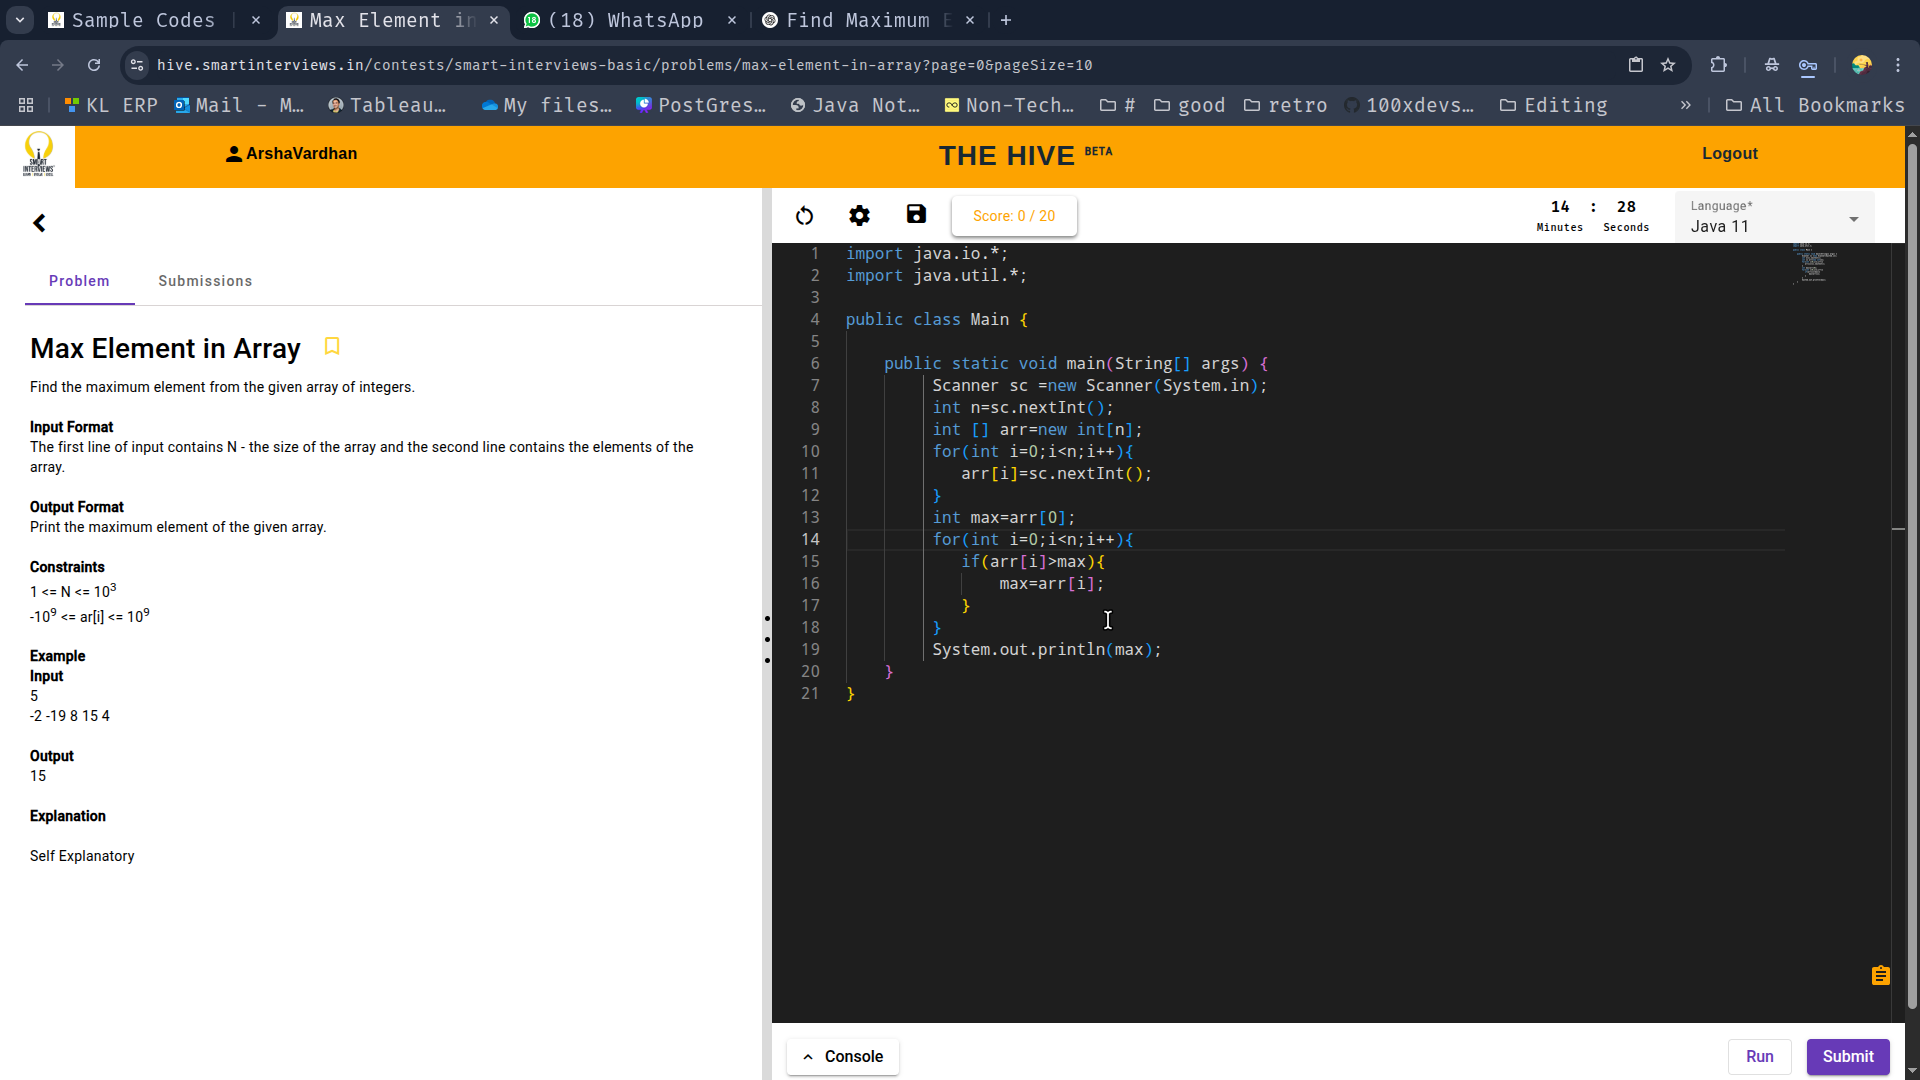 Sample Codes
Max Element in
(18) WhatsApp
Find Maximum E
hive.smartinterviews.in/contests/smart-interviews-basic/problems/max-element-in-array?page=0&pageSize=10
KL ERP
Mail - M...
Tableau...
My files...
PostGres...
Java Not...
Non-Tech...
#
good
retro
100xdevs...
Editing
»
All Bookmarks
ArshaVardhan
THE HIVE BETA
Logout
Score: 0 / 20
14 : 28
Minutes Seconds
Language*
Java 11
Problem
Submissions
Max Element in Array
Find the maximum element from the given array of integers.
Input Format
The first line of input contains N - the size of the array and the second line contains the elements of the
array.
Output Format
Print the maximum element of the given array.
Constraints
1 <= N <= 10³
-10⁹ <= ar[i] <= 10⁹
Example
Input
5
-2 -19 8 15 4
Output
15
Explanation
Self Explanatory
1 import java.io.*;
2 import java.util.*;
3
4 public class Main {
5
6 public static void main(String[] args) {
7 Scanner sc =new Scanner(System.in);
8 int n=sc.nextInt();
9 int [] arr=new int[n];
10 for(int i=0;i<n;i++){
11 arr[i]=sc.nextInt();
12 }
13 int max=arr[0];
14 for(int i=0;i<n;i++){
15 if(arr[i]>max){
16 max=arr[i];
17 }
18 }
19 System.out.println(max);
20 }
21 }
Console
Run
Submit